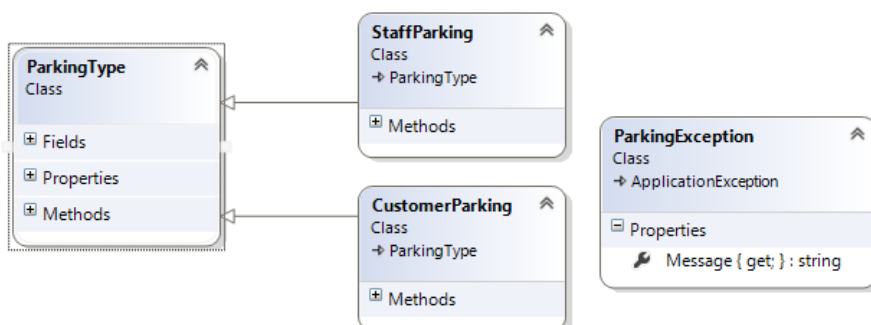 ParkingType
Class
Fields
Properties
Methods
StaffParking
Class
ParkingType
Methods
CustomerParking
Class
ParkingType
Methods
ParkingException
Class
ApplicationException
Properties
Message { get; } : string